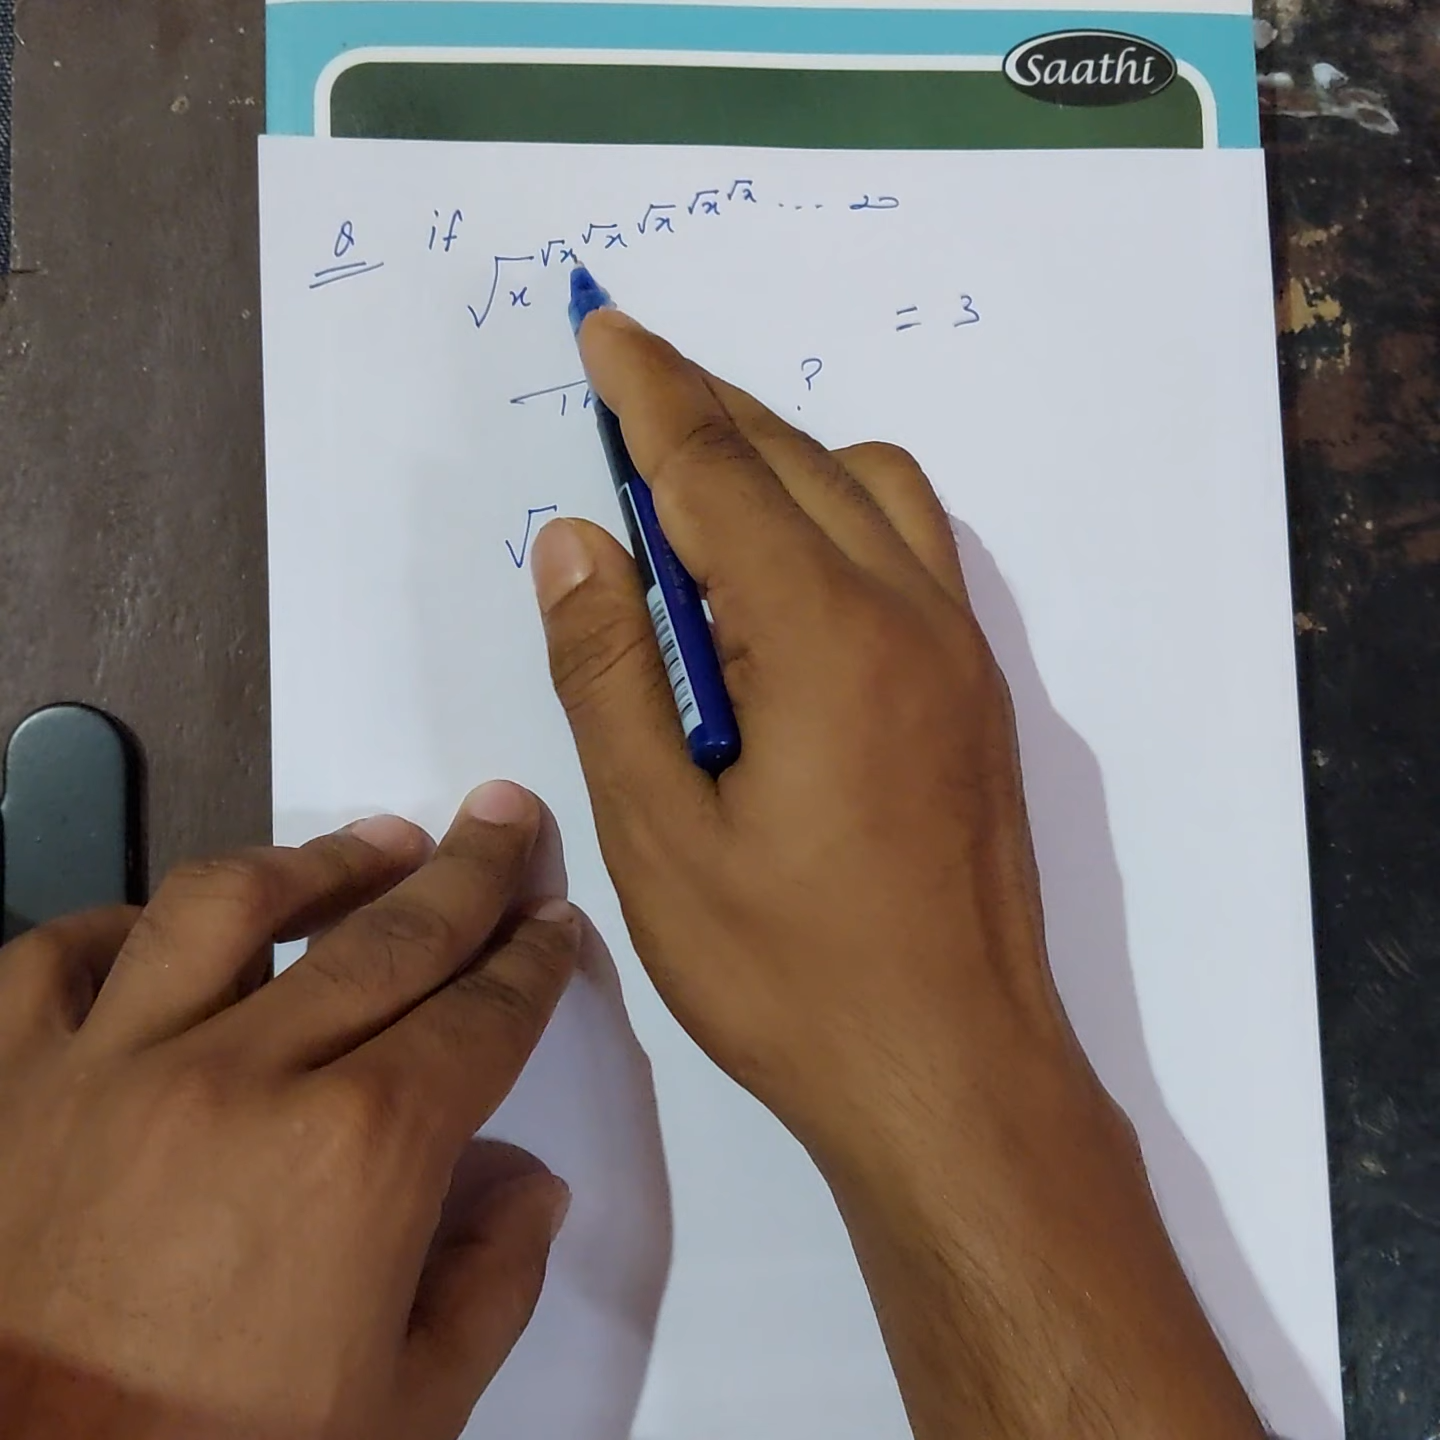 Saathi
Q if √x^√x^√x^√x^√x^√x ... ∞ = 3
?
√